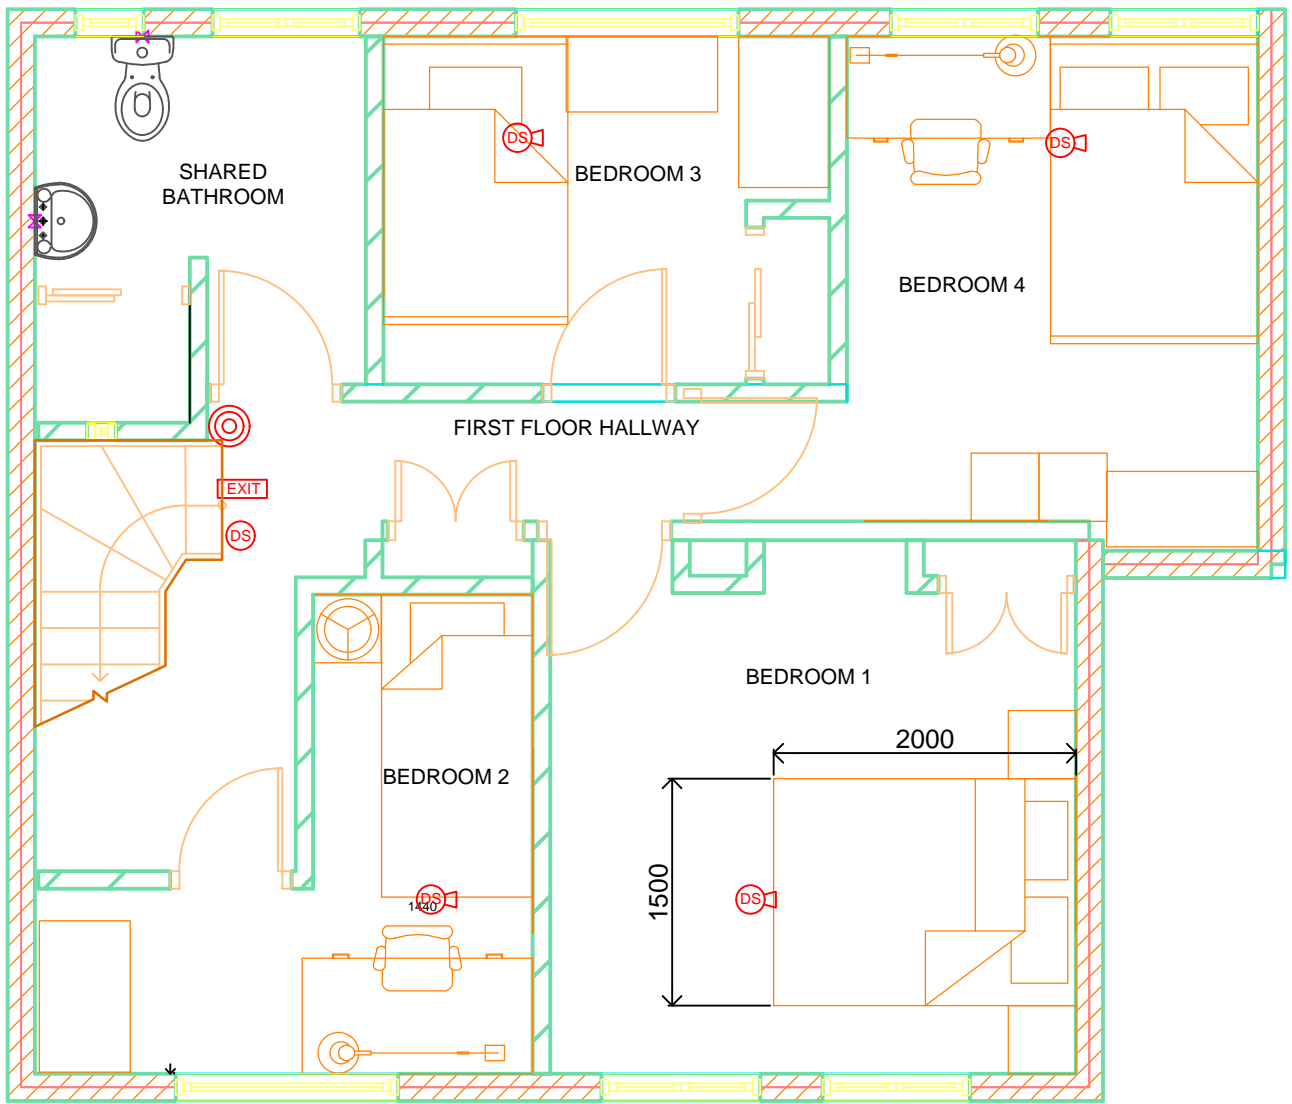 SHARED
BATHROOM
DS
BEDROOM 3
DS
BEDROOM 4
FIRST FLOOR HALLWAY
EXIT
DS
BEDROOM 1
2000
BEDROOM 2
1500
DS
1440
DS